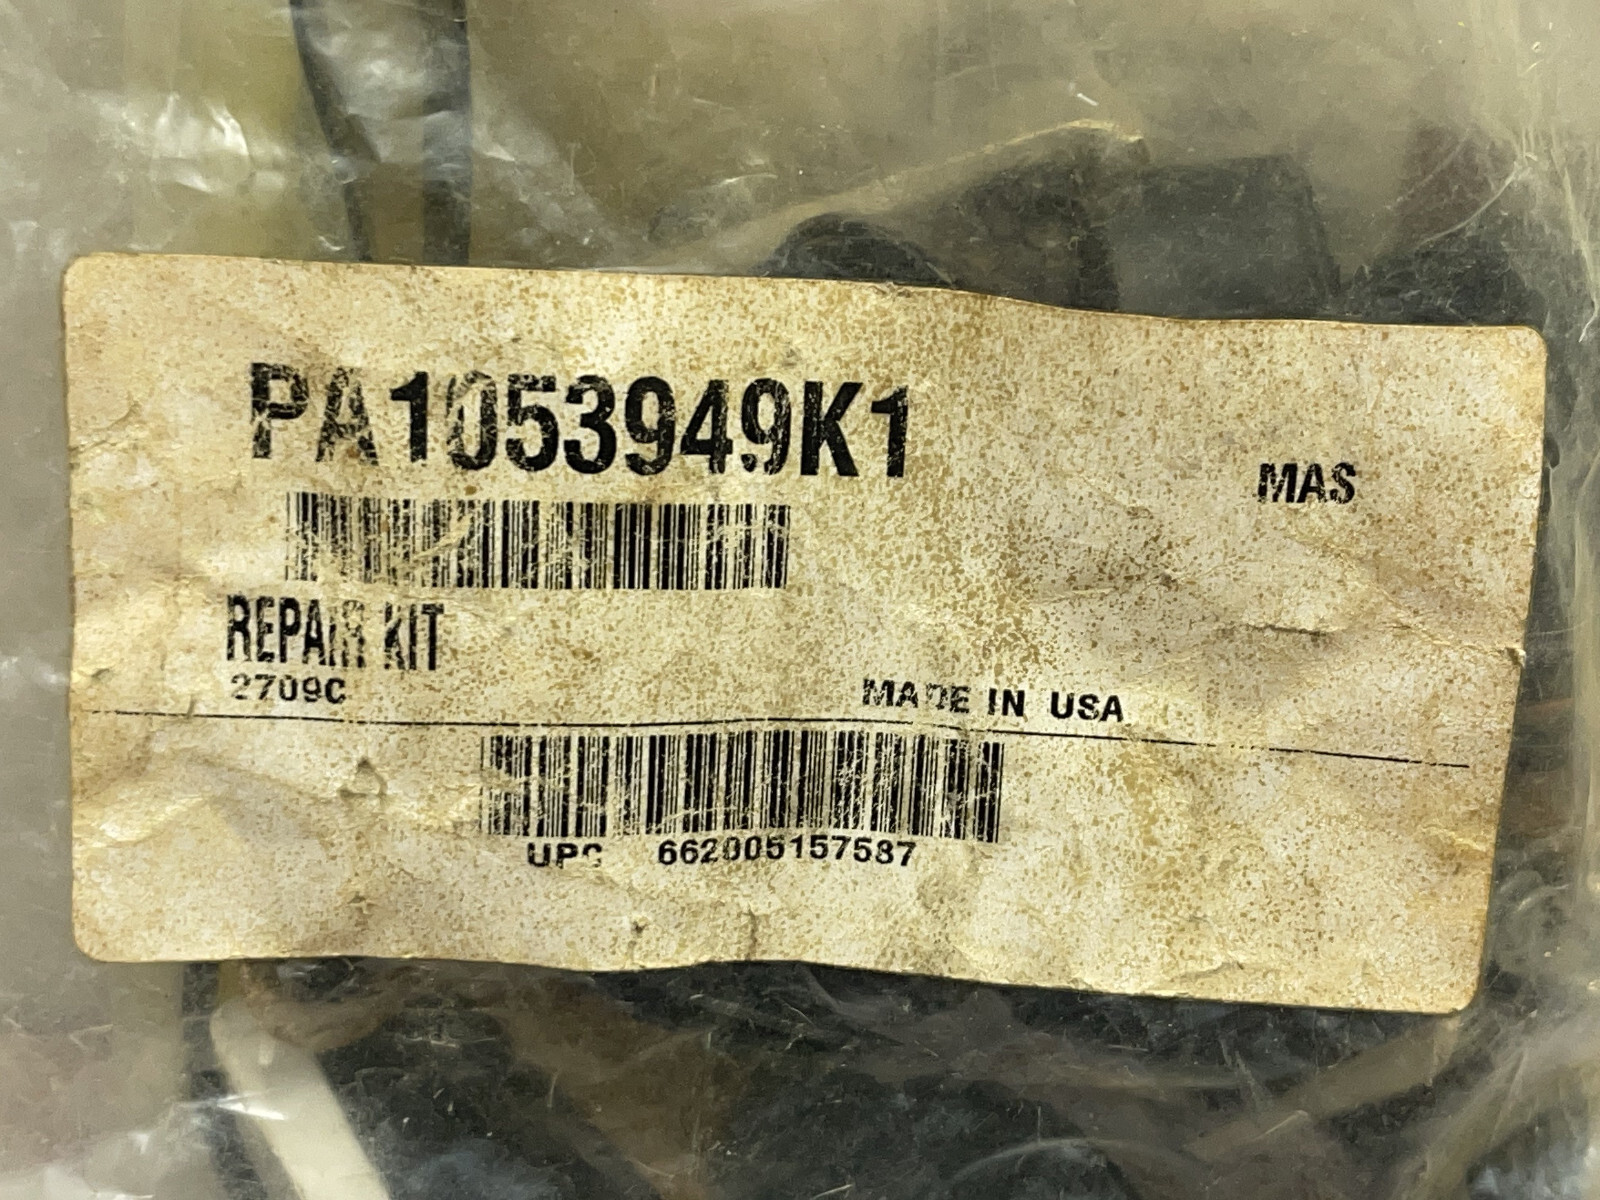 PA1053949K1
MAS
REPAIR KIT
2709C
MADE IN USA
UPC 662005157587